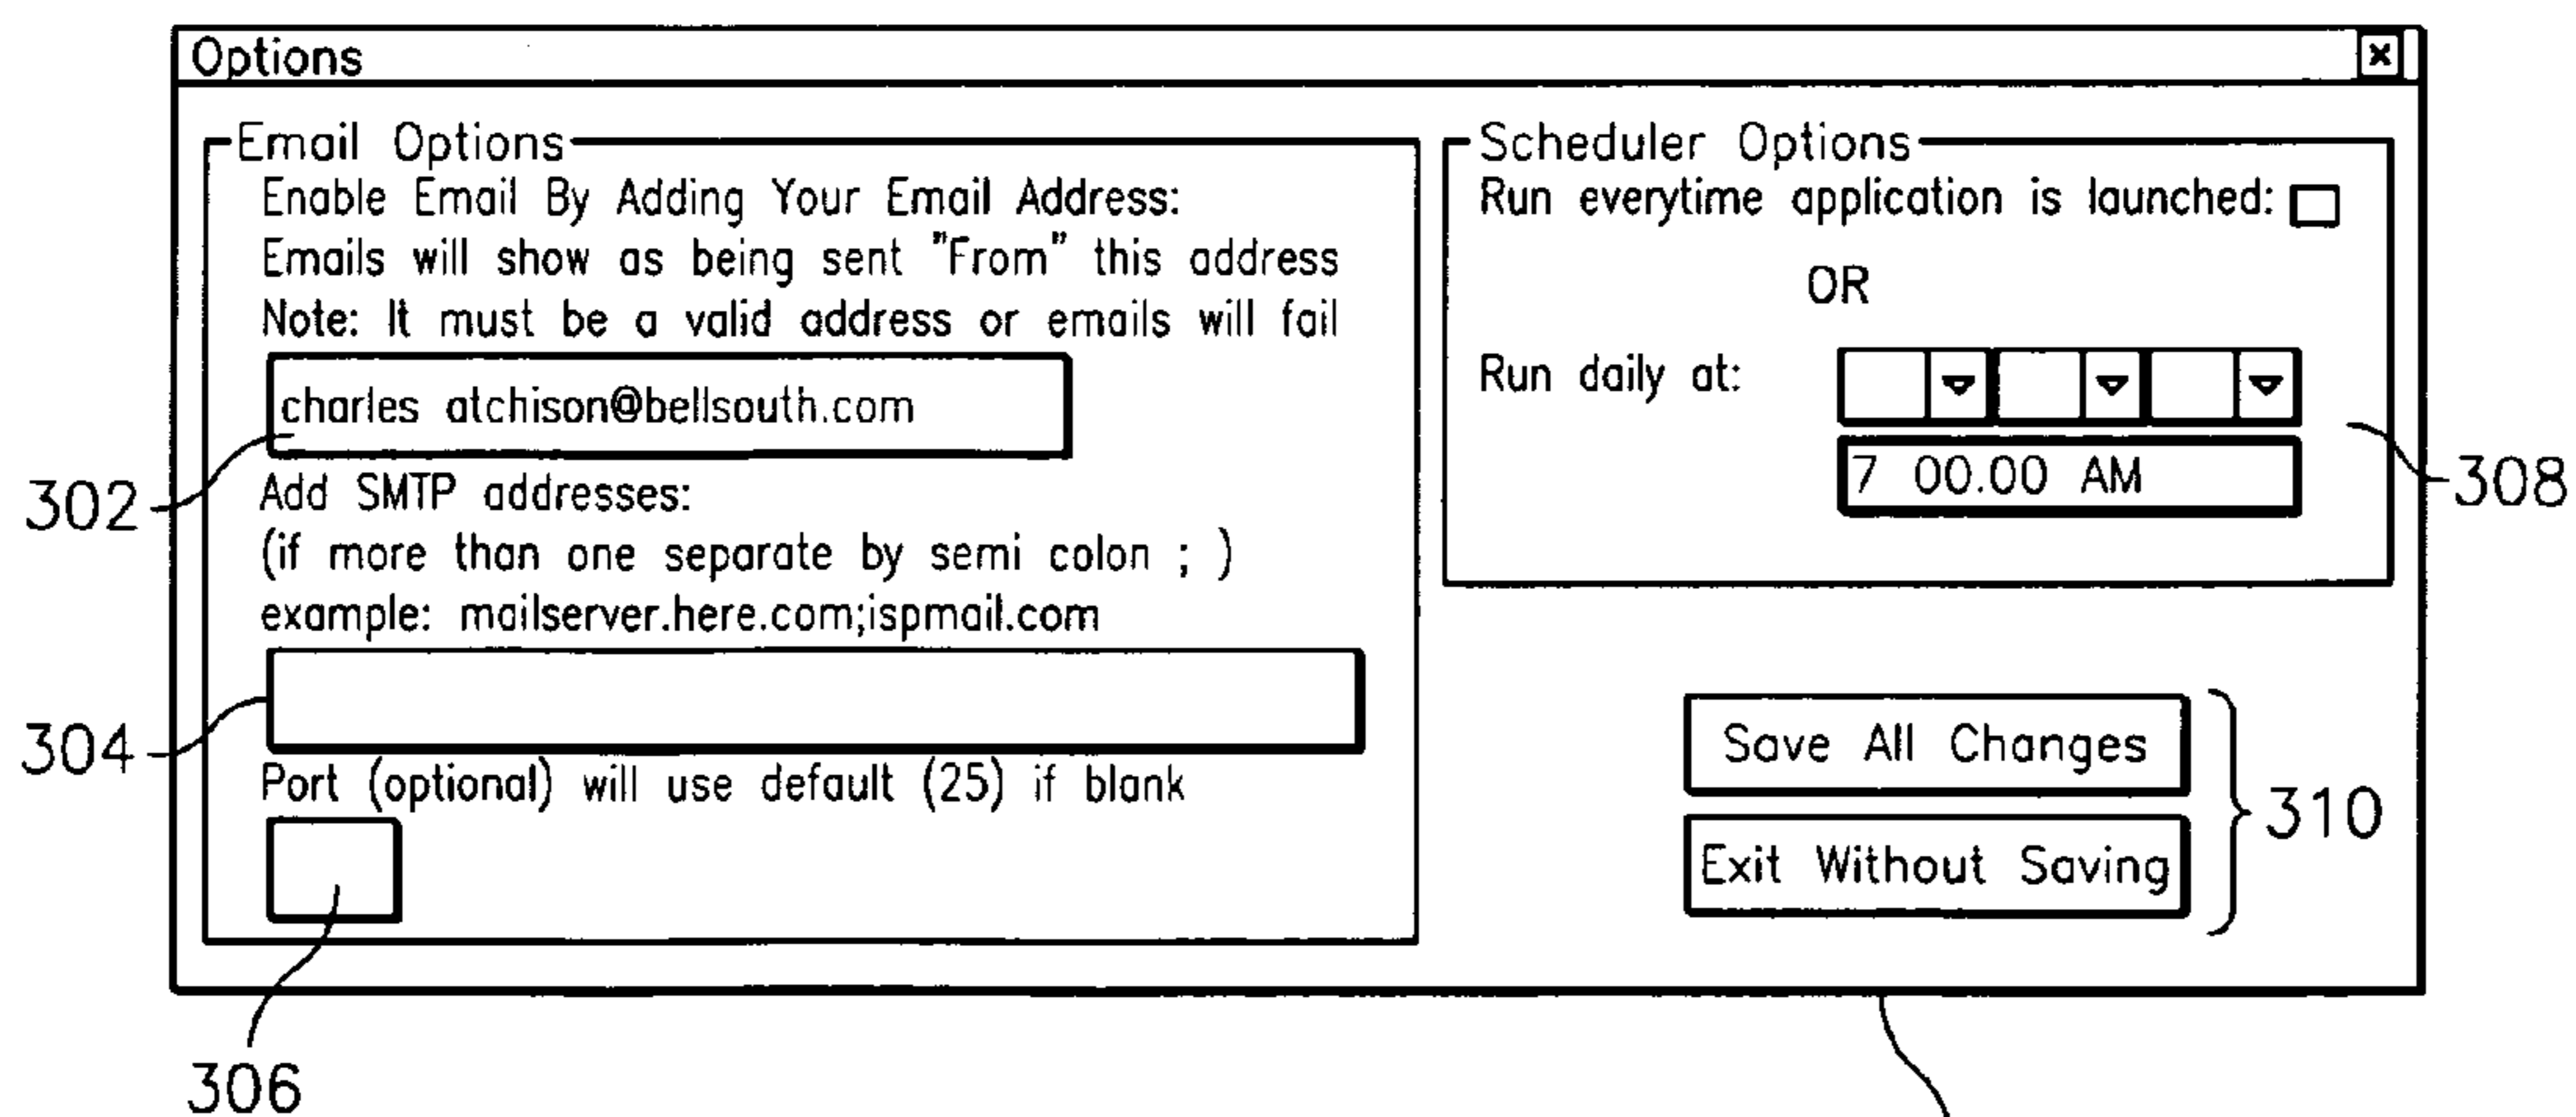 Options
x
Email Options
Enable Email By Adding Your Email Address:
Emails will show as being sent "From" this address
Note: It must be a valid address or emails will fail
charles atchison@bellsouth.com
302
Add SMTP addresses:
(if more than one separate by semi colon ; )
example: mailserver.here.com;ispmail.com
304
Port (optional) will use default (25) if blank
306
Scheduler Options
Run everytime application is launched:
OR
Run daily at:
7 00.00 AM
308
Save All Changes
Exit Without Saving
310